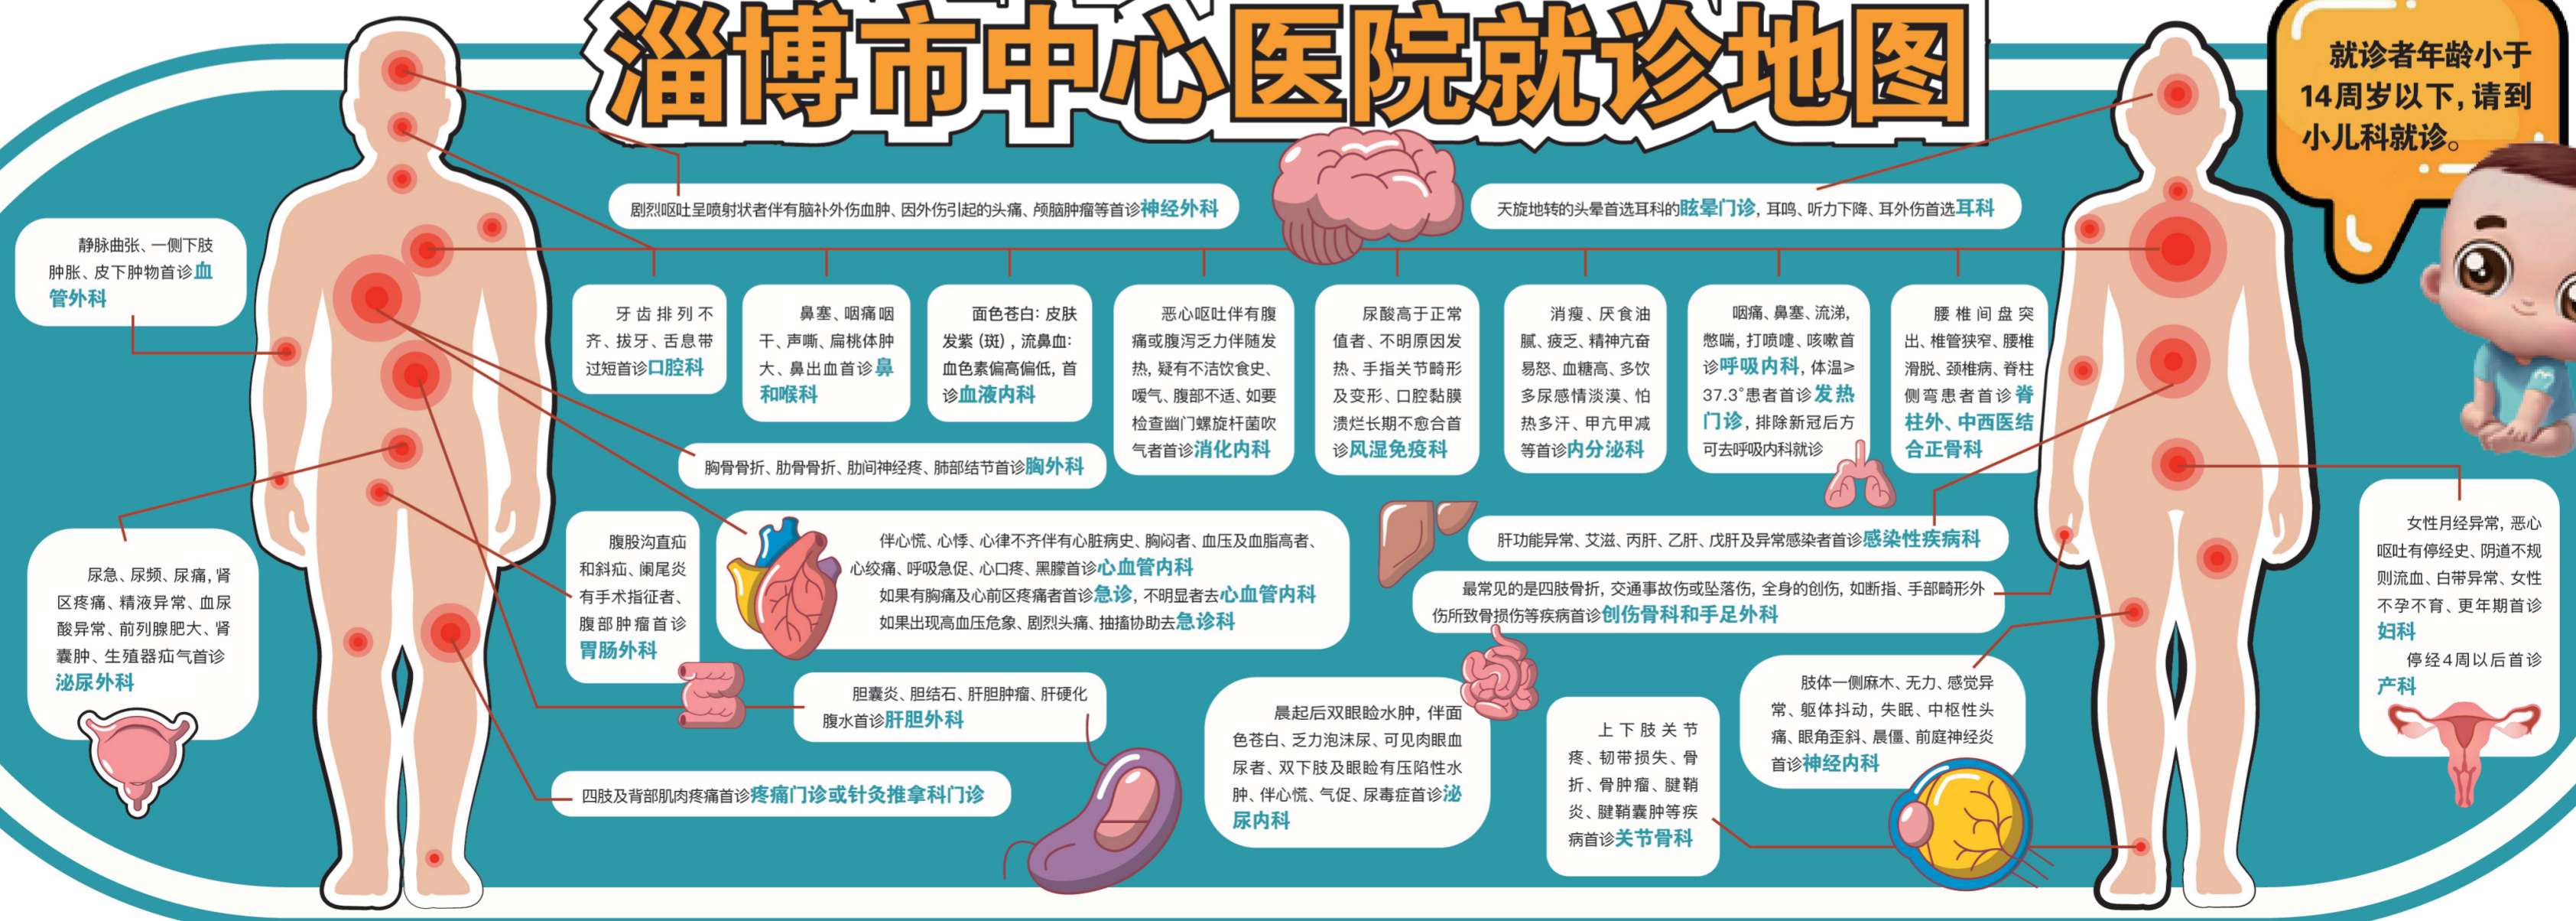 淄博市中心医院就诊地图
就诊者年龄小于
14周岁以下,请到
小儿科就诊。
剧烈呕吐呈喷射状者伴有脑补外伤血肿、因外伤引起的头痛、颅脑肿瘤等首诊神经外科
天旋地转的头晕首选耳科的眩晕门诊,耳鸣、听力下降、耳外伤首选耳科
静脉曲张、一侧下肢
肿胀、皮下肿物首诊血
管外科
牙齿排列不
齐、拔牙、舌息带
过短首诊口腔科
鼻塞、咽痛咽
干、声嘶、扁桃体肿
大、鼻出血首诊鼻
和喉科
面色苍白:皮肤
发紫(斑),流鼻血:
血色素偏高偏低,首
诊血液内科
恶心呕吐伴有腹
痛或腹泻乏力伴随发
热,疑有不洁饮食史、
嗳气、腹部不适、如要
检查幽门螺旋杆菌吹
气者首诊消化内科
尿酸高于正常
值者、不明原因发
热、手指关节畸形
及变形、口腔黏膜
溃烂长期不愈合首
诊风湿免疫科
消瘦、厌食油
腻、疲乏、精神亢奋
易怒、血糖高、多饮
多尿感情淡漠、怕
热多汗、甲亢甲减
等首诊内分泌科
咽痛、鼻塞、流涕,
憋喘,打喷嚏、咳嗽首
诊呼吸内科,体温≥
37.3°患者首诊发热
门诊,排除新冠后方
可去呼吸内科就诊
腰椎间盘突
出、椎管狭窄、腰椎
滑脱、颈椎病、脊柱
侧弯患者首诊脊
柱外、中西医结
合正骨科
胸骨骨折、肋骨骨折、肋间神经疼、肺部结节首诊胸外科
腹股沟直疝
和斜疝、阑尾炎
有手术指征者、
腹部肿瘤首诊
胃肠外科
伴心慌、心悸、心律不齐伴有心脏病史、胸闷者、血压及血脂高者、
心绞痛、呼吸急促、心口疼、黑朦首诊心血管内科
如果有胸痛及心前区疼痛者首诊急诊,不明显者去心血管内科
如果出现高血压危象、剧烈头痛、抽搐协助去急诊科
肝功能异常、艾滋、丙肝、乙肝、戊肝及异常感染者首诊感染性疾病科
最常见的是四肢骨折,交通事故伤或坠落伤,全身的创伤,如断指、手部畸形外
伤所致骨损伤等疾病首诊创伤骨科和手足外科
女性月经异常,恶心
呕吐有停经史、阴道不规
则流血、白带异常、女性
不孕不育、更年期首诊
妇科
停经4周以后首诊
产科
尿急、尿频、尿痛,肾
区疼痛、精液异常、血尿
酸异常、前列腺肥大、肾
囊肿、生殖器疝气首诊
泌尿外科
胆囊炎、胆结石、肝胆肿瘤、肝硬化
腹水首诊肝胆外科
四肢及背部肌肉疼痛首诊疼痛门诊或针灸推拿科门诊
晨起后双眼睑水肿,伴面
色苍白、乏力泡沫尿、可见肉眼血
尿者、双下肢及眼睑有压陷性水
肿、伴心慌、气促、尿毒症首诊泌
尿内科
上下肢关节
疼、韧带损失、骨
折、骨肿瘤、腱鞘
炎、腱鞘囊肿等疾
病首诊关节骨科
肢体一侧麻木、无力、感觉异
常、躯体抖动,失眠、中枢性头
痛、眼角歪斜、晨僵、前庭神经炎
首诊神经内科